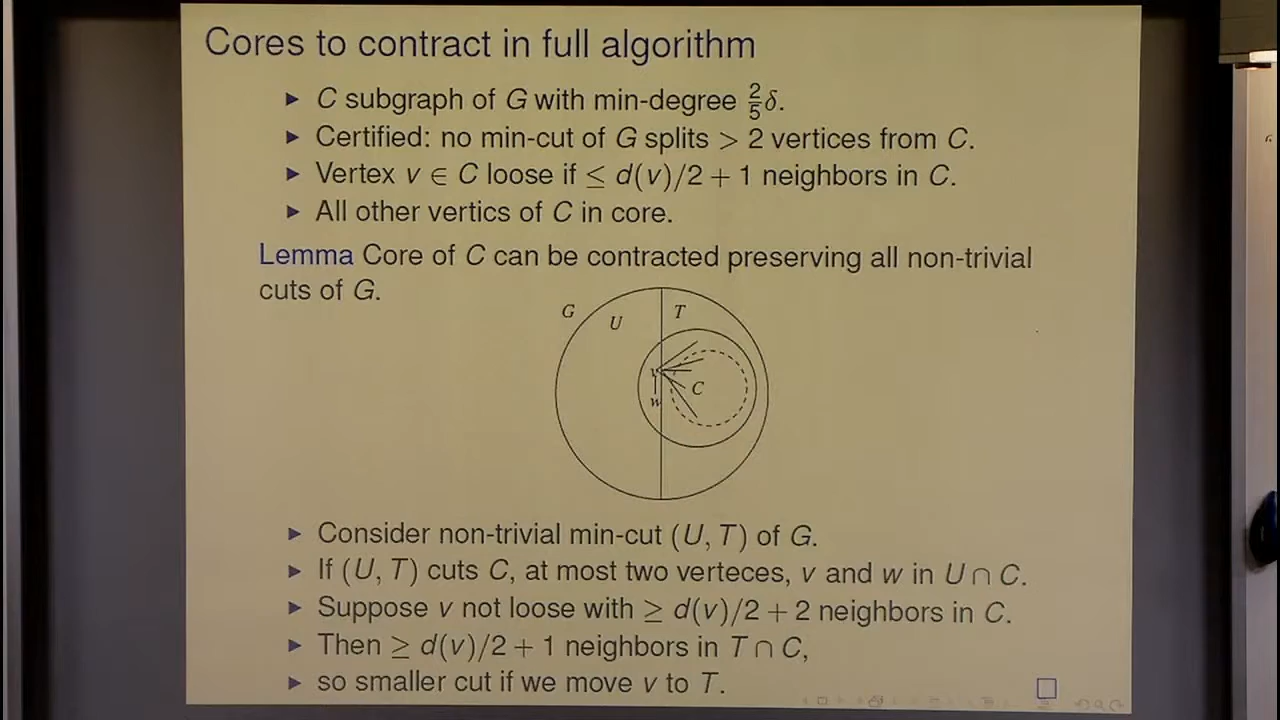 Cores to contract in full algorithm
▶ C subgraph of G with min-degree 2/5 δ.
▶ Certified: no min-cut of G splits > 2 vertices from C.
▶ Vertex v ∈ C loose if ≤ d(v)/2 + 1 neighbors in C.
▶ All other vertics of C in core.
Lemma Core of C can be contracted preserving all non-trivial
cuts of G.
G U T
v
C
w
▶ Consider non-trivial min-cut (U, T) of G.
▶ If (U, T) cuts C, at most two verteces, v and w in U ∩ C.
▶ Suppose v not loose with ≥ d(v)/2 + 2 neighbors in C.
▶ Then ≥ d(v)/2 + 1 neighbors in T ∩ C,
▶ so smaller cut if we move v to T.